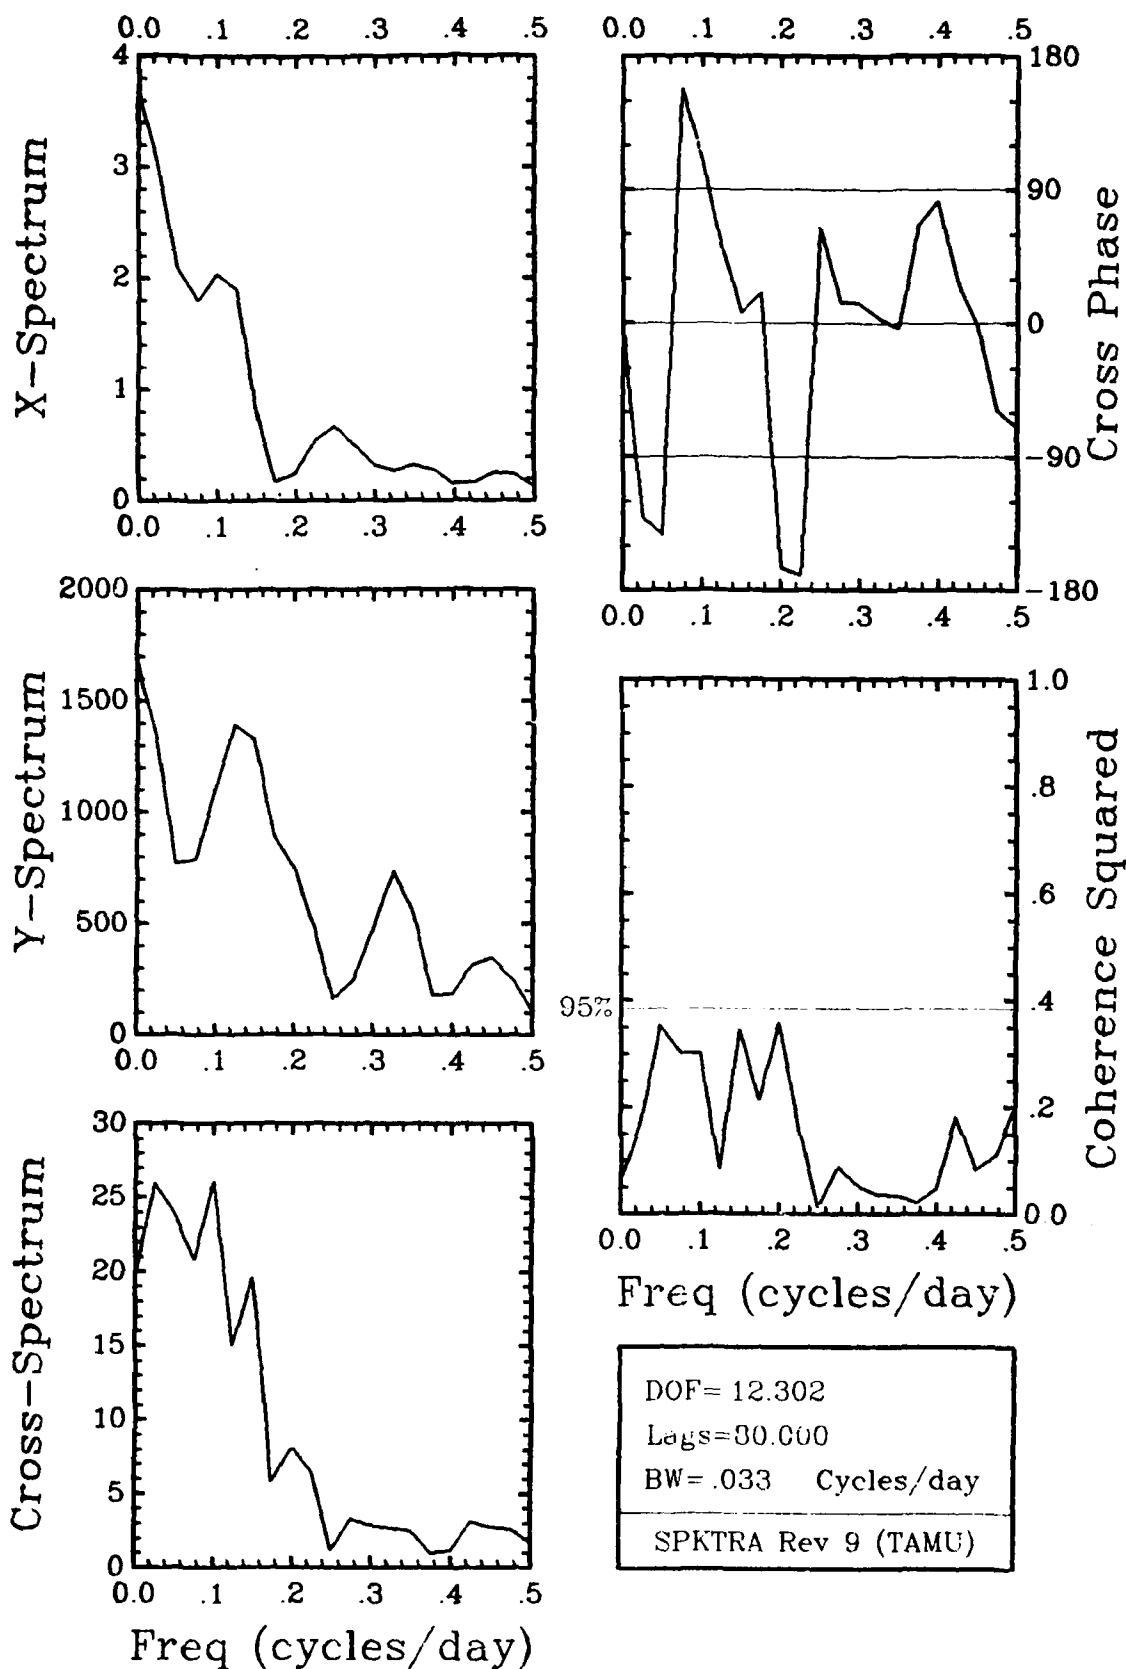 0.0 .1 .2 .3 .4 .5
4
3
2
1
0
X-Spectrum
0.0 .1 .2 .3 .4 .5
2000
1500
1000
500
0
Y-Spectrum
0.0 .1 .2 .3 .4 .5
30
25
20
15
10
5
0
Cross-Spectrum
0.0 .1 .2 .3 .4 .5
Freq (cycles/day)
0.0 .1 .2 .3 .4 .5
180
90
0
-90
-180
Cross Phase
0.0 .1 .2 .3 .4 .5
1.0
.8
.6
.4
.2
0.0
Coherence Squared
95%
0.0 .1 .2 .3 .4 .5
Freq (cycles/day)
DOF= 12.302
BW= .033 Cycles/day
SPKTRA Rev 9 (TAMU)